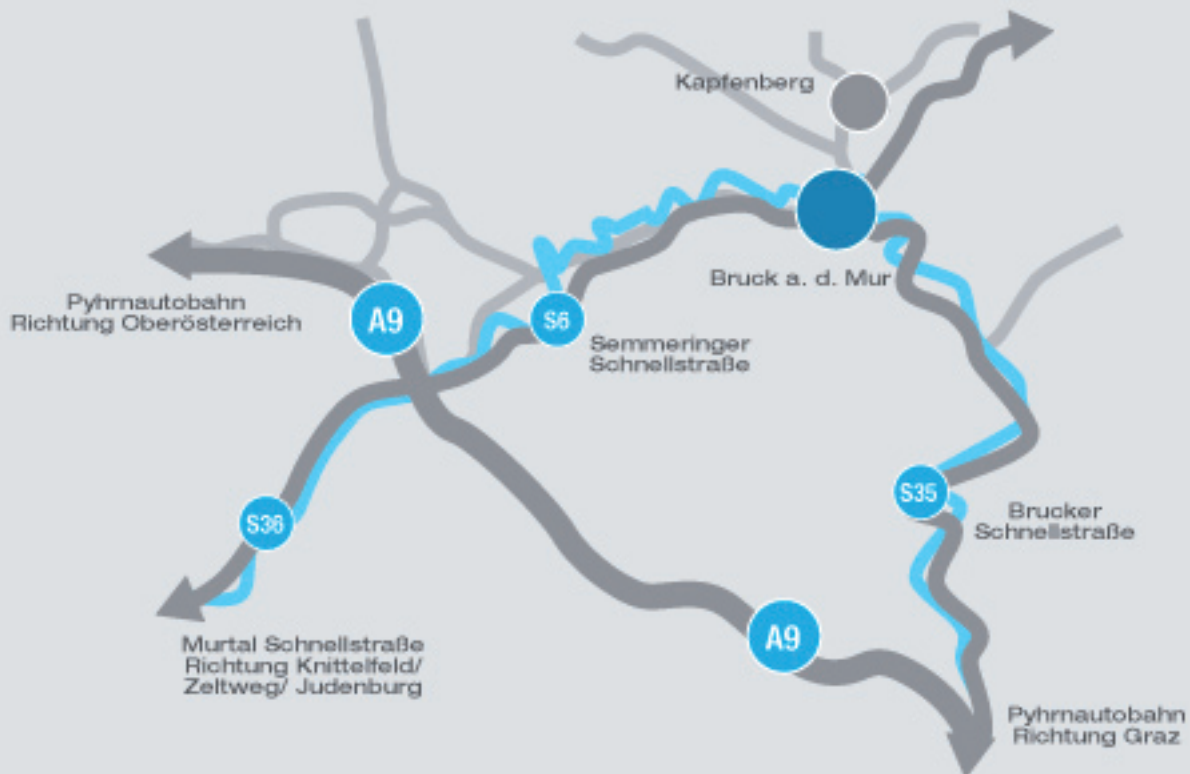 Kapfenberg
Bruck a. d. Mur
Pyhrnautobahn
Richtung Oberösterreich
A9
S6
Semmeringer
Schnellstraße
S35
Brucker
Schnellstraße
S36
Murtal Schnellstraße
Richtung Knittelfeld/
Zeltweg/ Judenburg
A9
Pyhrnautobahn
Richtung Graz